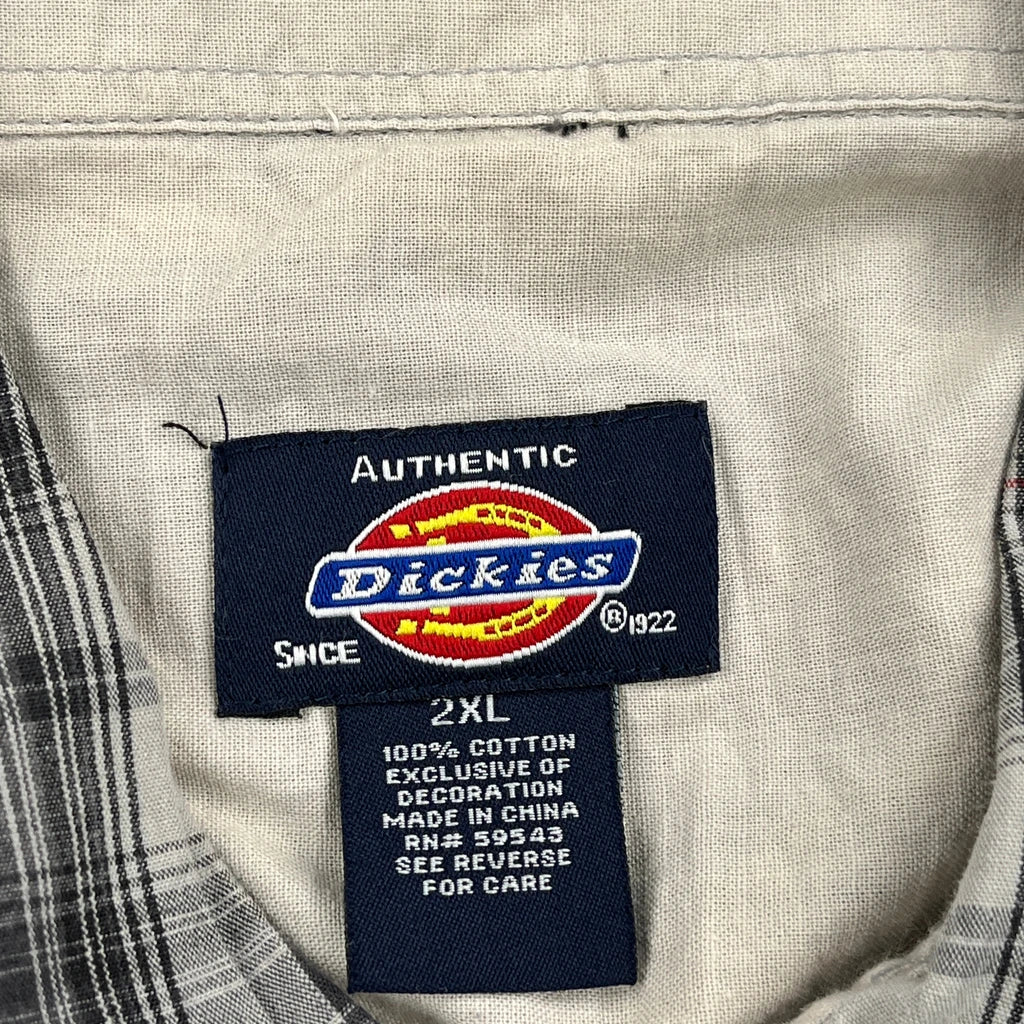 AUTHENTIC
Dickies
SINCE ®1922
2XL
100% COTTON
EXCLUSIVE OF
DECORATION
MADE IN CHINA
RN# 59543
SEE REVERSE
FOR CARE